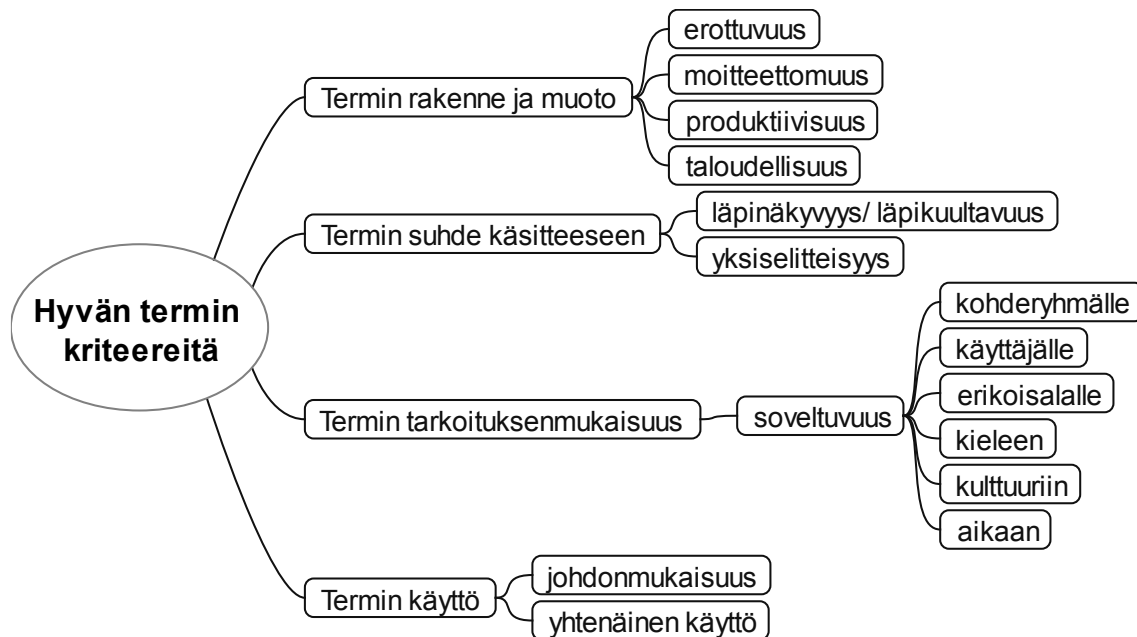 Hyvän termin
kriteereitä
Termin rakenne ja muoto
erottuvuus
moitteettomuus
produktiivisuus
taloudellisuus
Termin suhde käsitteeseen
läpinäkyvyys/ läpikuultavuus
yksiselitteisyys
Termin tarkoituksenmukaisuus
soveltuvuus
kohderyhmälle
käyttäjälle
erikoisalalle
kieleen
kulttuuriin
aikaan
Termin käyttö
johdonmukaisuus
yhtenäinen käyttö